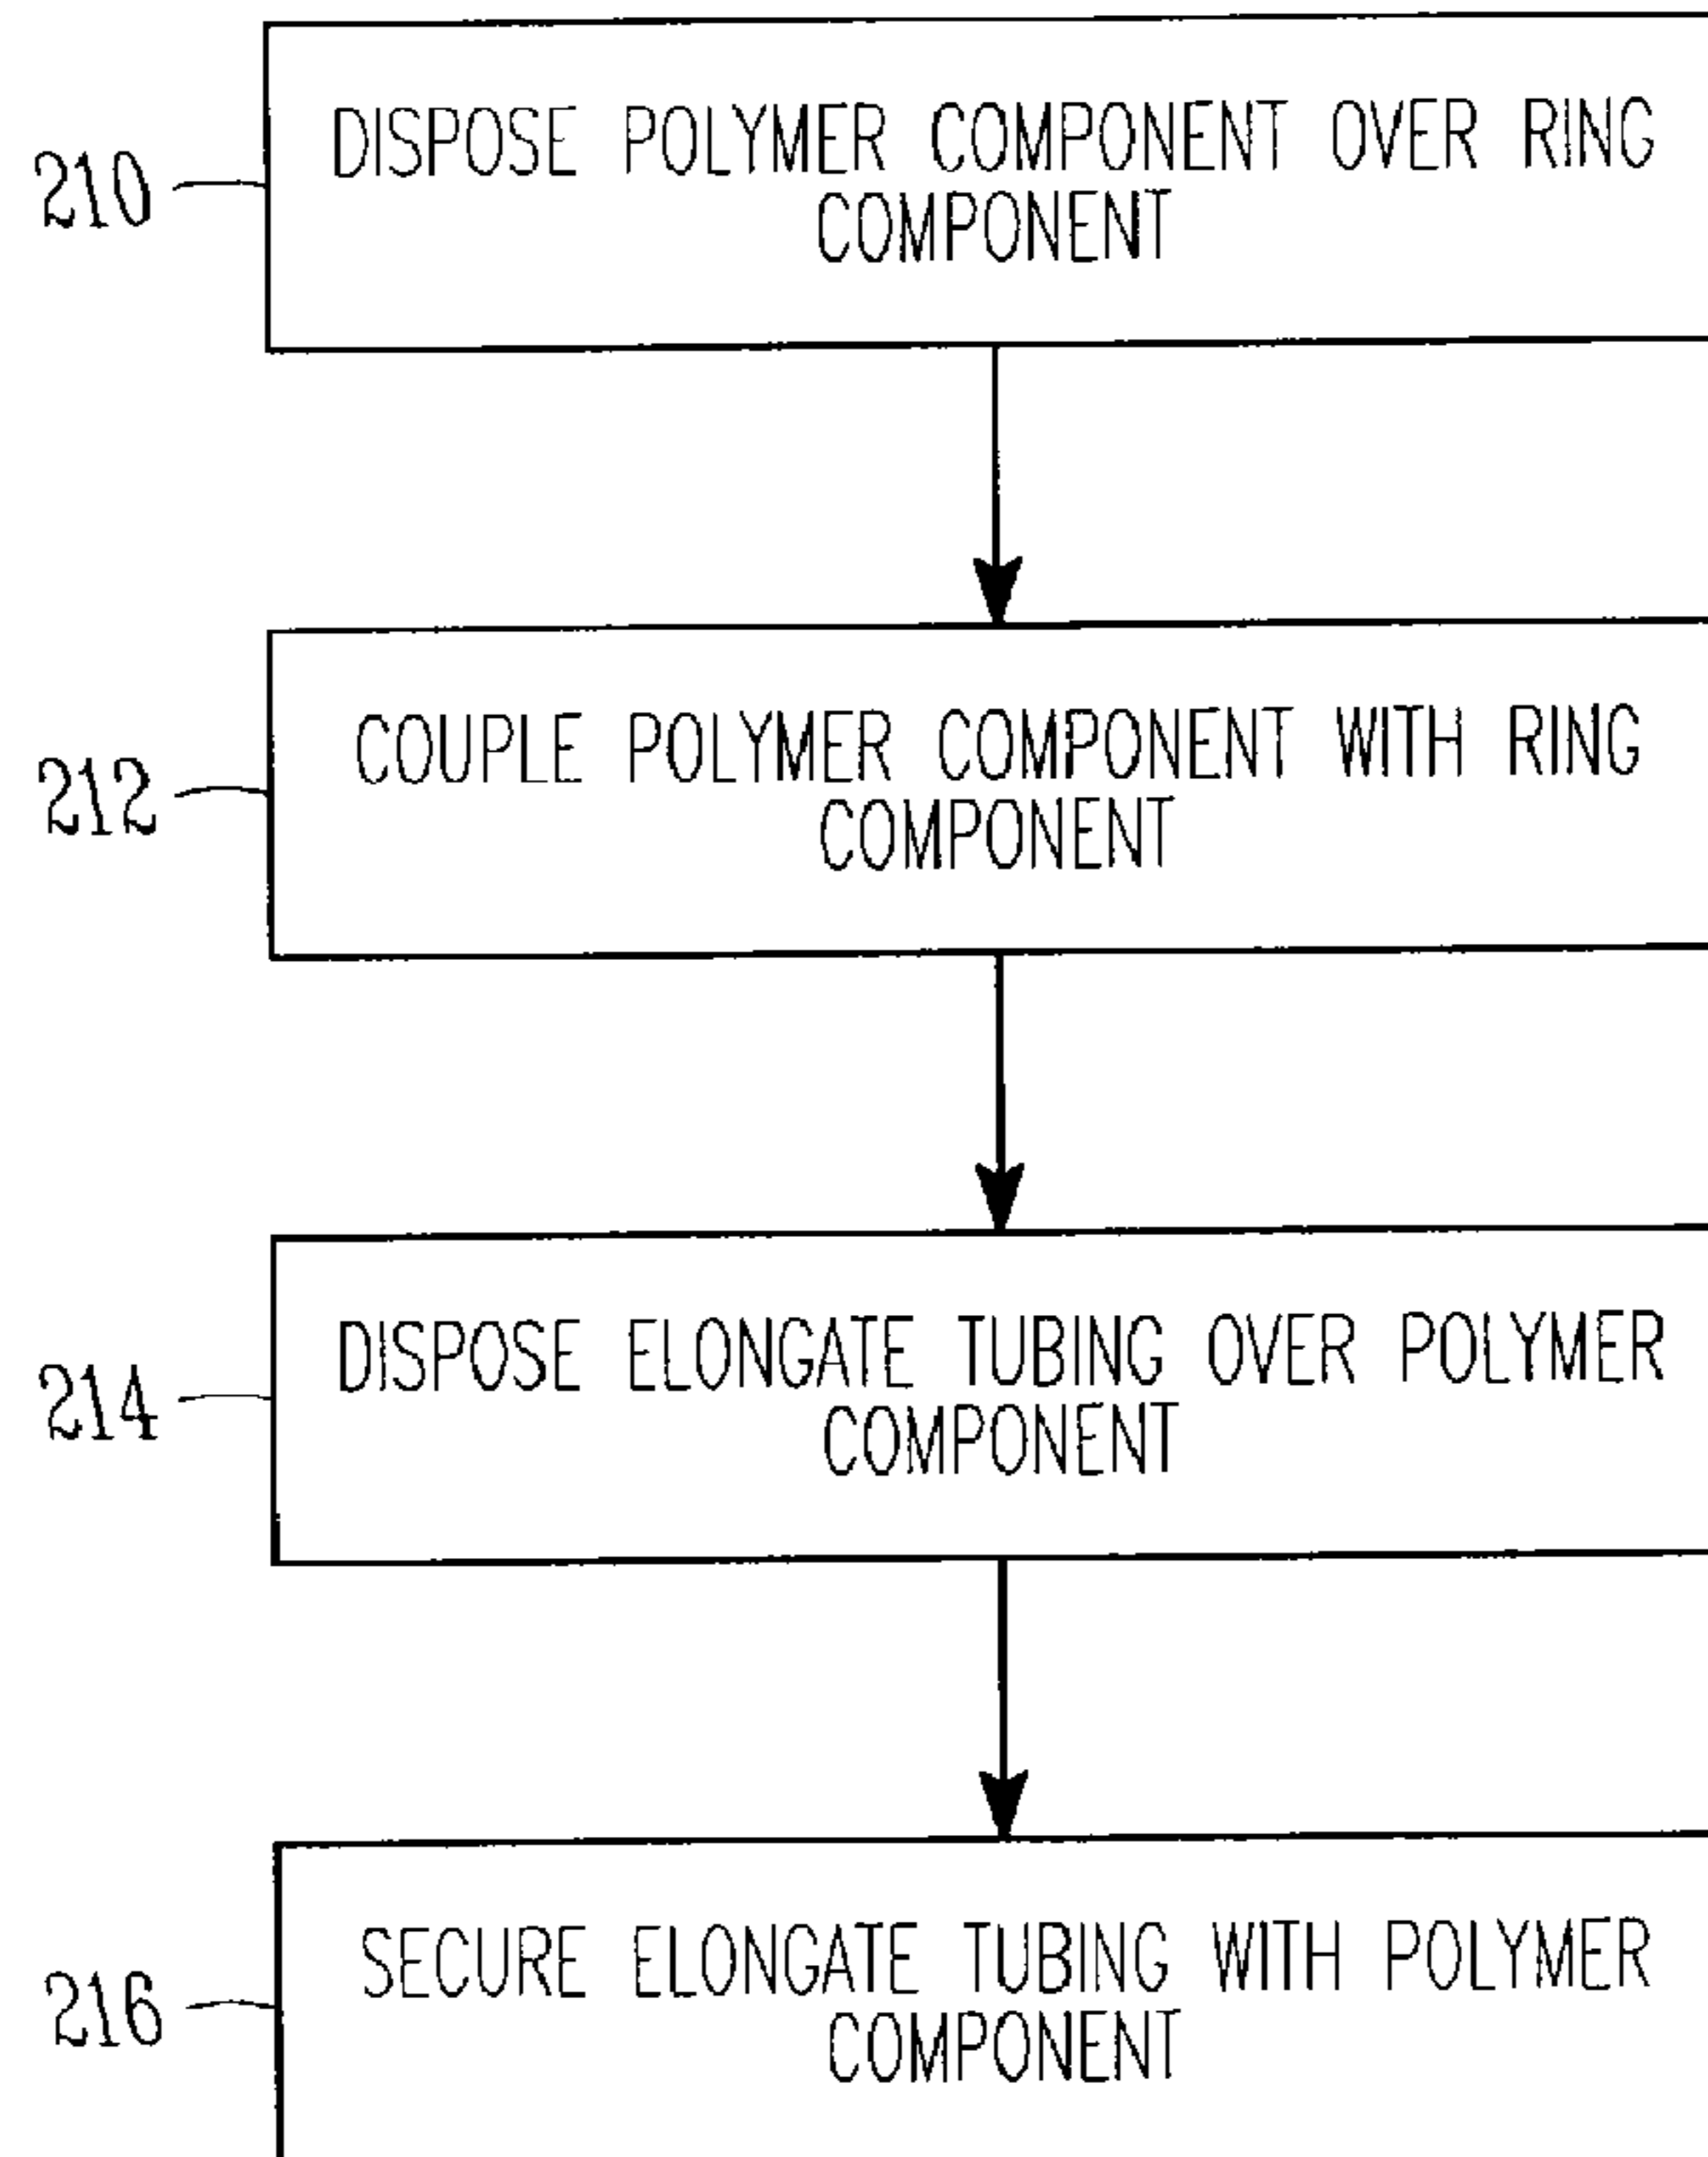 210
DISPOSE POLYMER COMPONENT OVER RING
COMPONENT
212
COUPLE POLYMER COMPONENT WITH RING
COMPONENT
214
DISPOSE ELONGATE TUBING OVER POLYMER
COMPONENT
216
SECURE ELONGATE TUBING WITH POLYMER
COMPONENT